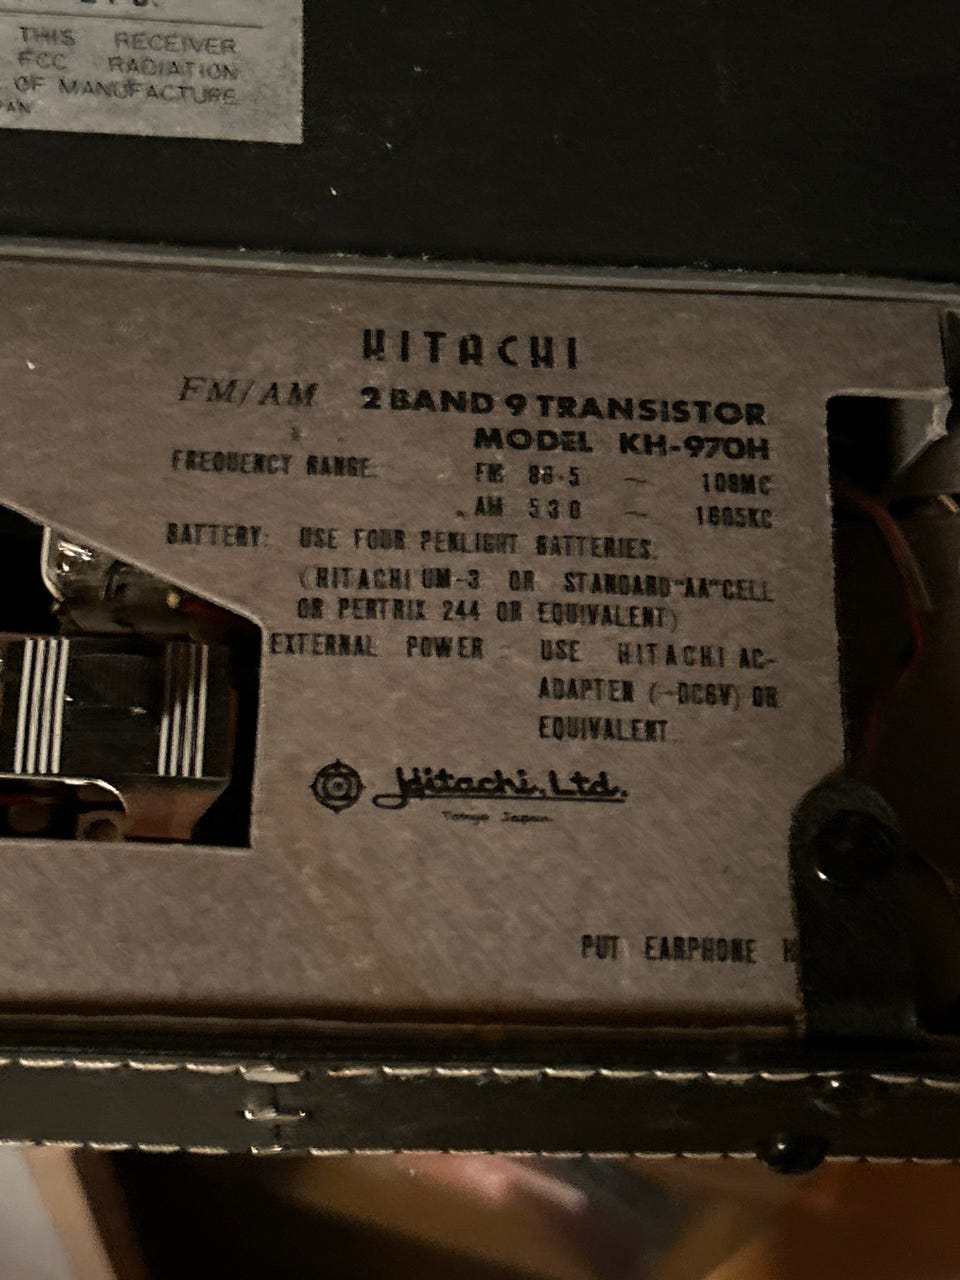 THIS RECEIVER
FCC RADIATION
OF MANUFACTURE
HITACHI
FM/AM 2 BAND 9 TRANSISTOR
MODEL KH-970H
FREQUENCY RANGE: FM 88.5 ~ 108MC
AM 530 ~ 1605KC
BATTERY: USE FOUR PENLIGHT BATTERIES.
(HITACHI UM-3 OR STANDARD "AA" CELL
OR PERTRIX 244 OR EQUIVALENT)
EXTERNAL POWER : USE HITACHI AC-
ADAPTER (-DC6V) OR
EQUIVALENT
Hitachi, Ltd.
Tokyo Japan
PUT EARPHONE